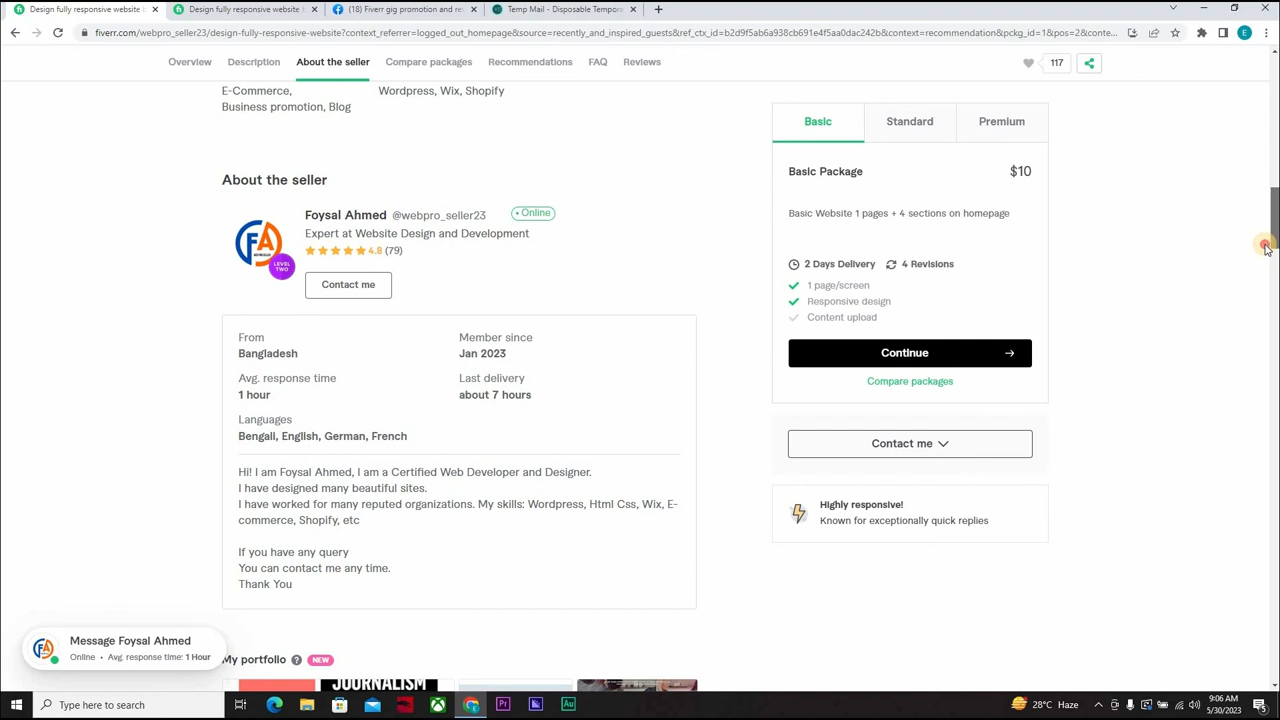 Design fully responsive website b
Design fully responsive website b
(18) Fiverr gig promotion and rev
Temp Mail - Disposable Tempora
fiverr.com/webpro_seller23/design-fully-responsive-website?context_referrer=logged_out_homepage&source=recently_and_inspired_guests&ref_ctx_id=b2d9f5ab6a938cb691e4f5aa0dac242b&context=recommendation&pckg_id=1&pos=2&conte...
E
Overview Description About the seller Compare packages Recommendations FAQ Reviews
117
E-Commerce,
Business promotion, Blog
Wordpress, Wix, Shopify
About the seller
FA
LEVEL
TWO
Foysal Ahmed @webpro_seller23 • Online
Expert at Website Design and Development
4.8 (79)
Contact me
From
Bangladesh
Member since
Jan 2023
Avg. response time
1 hour
Last delivery
about 7 hours
Languages
Bengali, English, German, French
Hi! I am Foysal Ahmed, I am a Certified Web Developer and Designer.
I have designed many beautiful sites.
I have worked for many reputed organizations. My skills: Wordpress, Html Css, Wix, E-
commerce, Shopify, etc
If you have any query
You can contact me any time.
Thank You
My portfolio ? NEW
JOURNALISM
Basic Standard Premium
Basic Package $10
Basic Website 1 pages + 4 sections on homepage
2 Days Delivery 4 Revisions
1 page/screen
Responsive design
Content upload
Continue
Compare packages
Contact me
Highly responsive!
Known for exceptionally quick replies
FA
Message Foysal Ahmed
Online • Avg. response time: 1 Hour
Type here to search
Pr
Au
28°C Haze
9:06 AM
5/30/2023